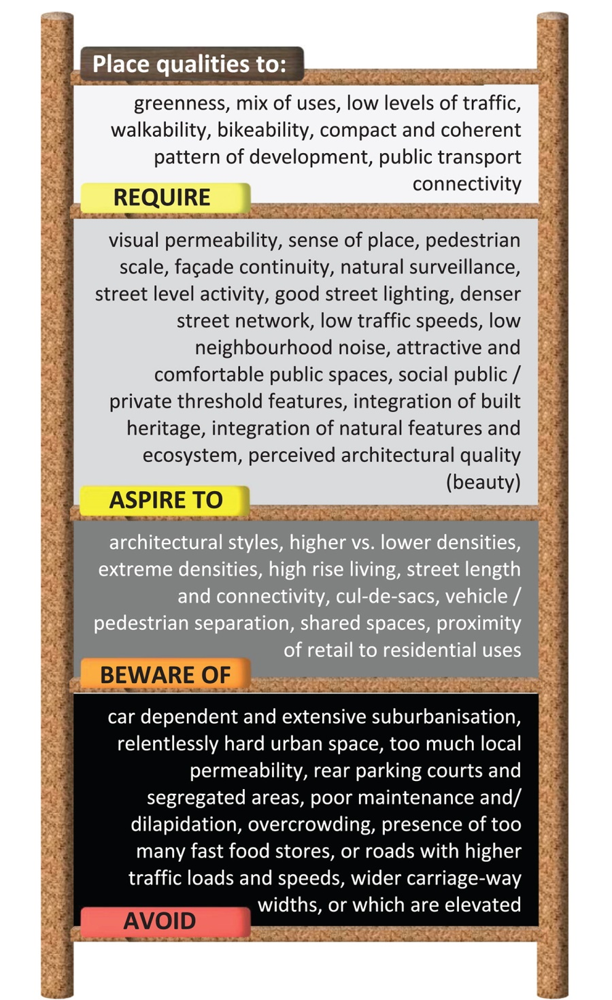 Place qualities to:
greenness, mix of uses, low levels of traffic,
walkability, bikeability, compact and coherent
pattern of development, public transport
connectivity
REQUIRE
visual permeability, sense of place, pedestrian
scale, façade continuity, natural surveillance,
street level activity, good street lighting, denser
street network, low traffic speeds, low
neighbourhood noise, attractive and
comfortable public spaces, social public /
private threshold features, integration of built
heritage, integration of natural features and
ecosystem, perceived architectural quality
(beauty)
ASPIRE TO
architectural styles, higher vs. lower densities,
extreme densities, high rise living, street length
and connectivity, cul-de-sacs, vehicle /
pedestrian separation, shared spaces, proximity
of retail to residential uses
BEWARE OF
car dependent and extensive suburbanisation,
relentlessly hard urban space, too much local
permeability, rear parking courts and
segregated areas, poor maintenance and/
dilapidation, overcrowding, presence of too
many fast food stores, or roads with higher
traffic loads and speeds, wider carriage-way
widths, or which are elevated
AVOID